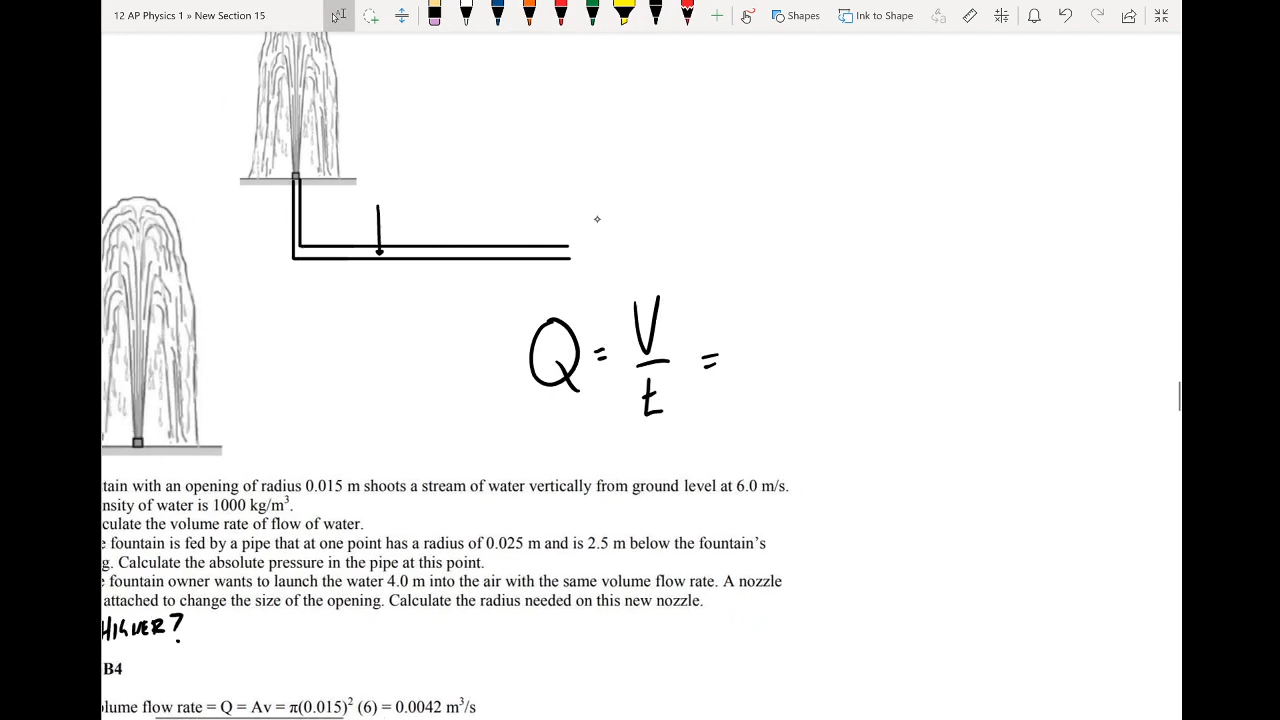 12 AP Physics 1 » New Section 15
Shapes
Ink to Shape
Q = V/t =
tain with an opening of radius 0.015 m shoots a stream of water vertically from ground level at 6.0 m/s.
nsity of water is 1000 kg/m³.
culate the volume rate of flow of water.
e fountain is fed by a pipe that at one point has a radius of 0.025 m and is 2.5 m below the fountain's
g. Calculate the absolute pressure in the pipe at this point.
e fountain owner wants to launch the water 4.0 m into the air with the same volume flow rate. A nozzle
attached to change the size of the opening. Calculate the radius needed on this new nozzle.
HIGHER?
B4
olume flow rate = Q = Av = π(0.015)² (6) = 0.0042 m³/s